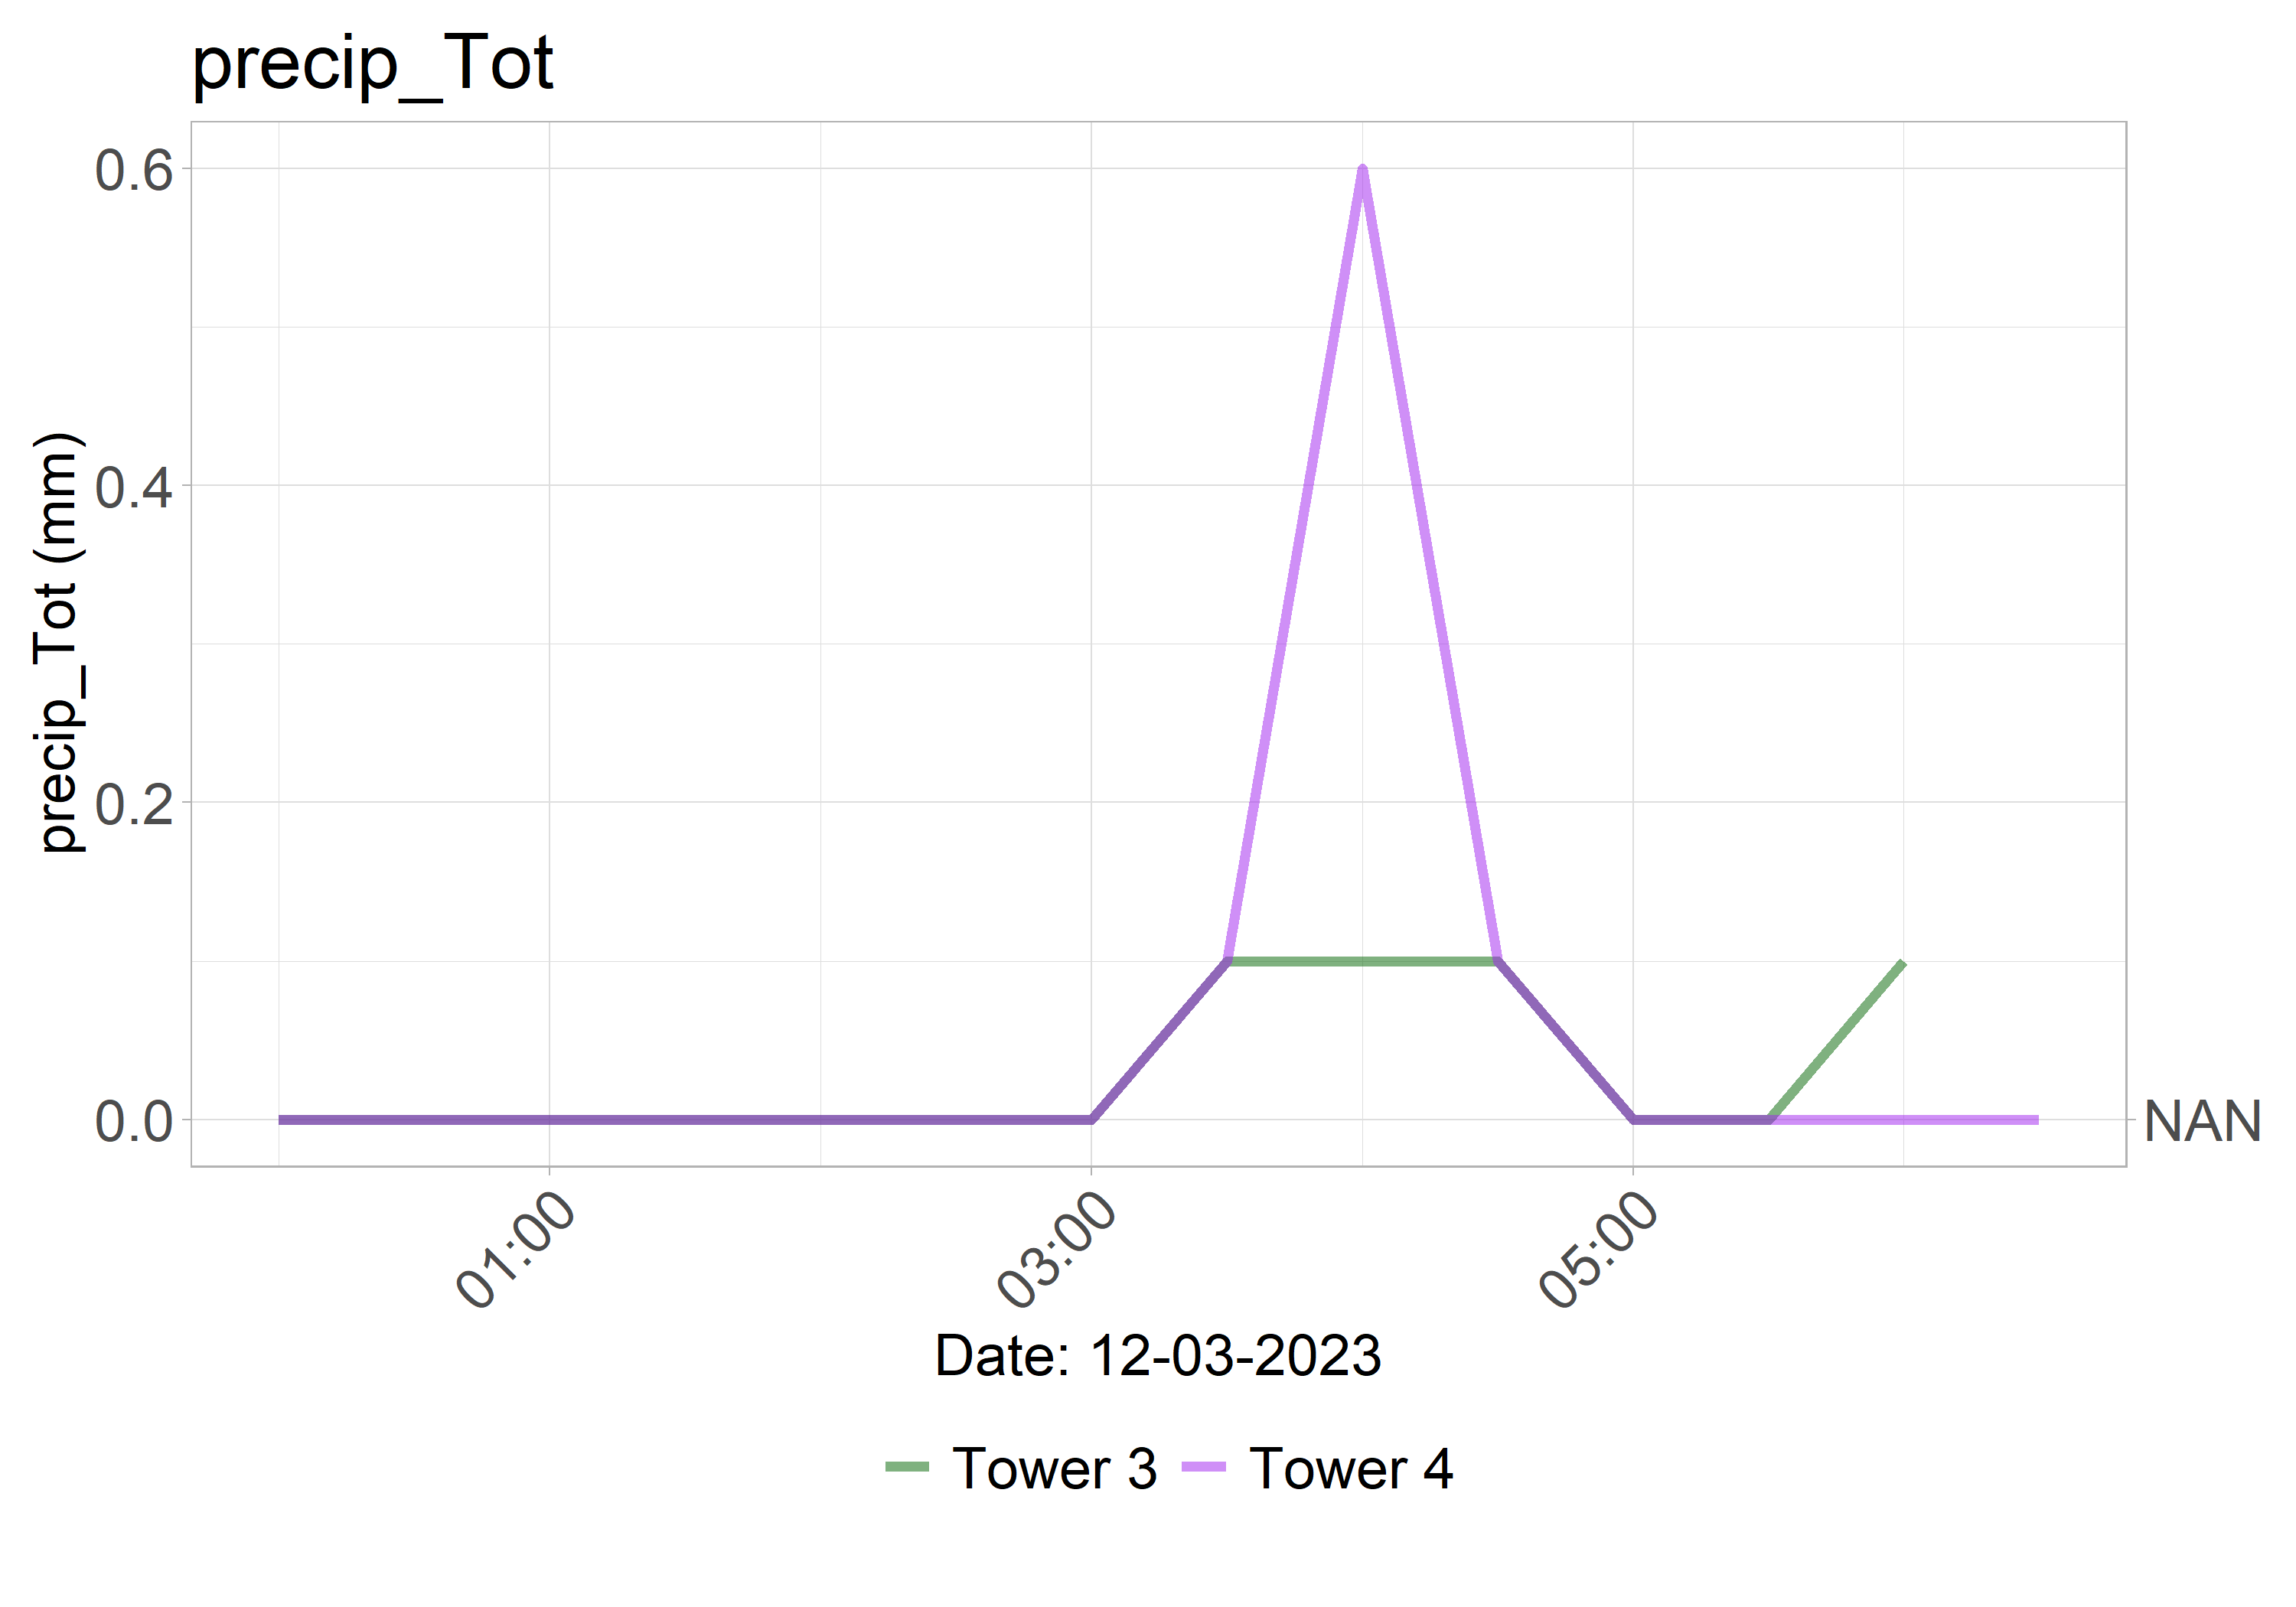 precip_Tot
precip_Tot (mm)
0.6
0.4
0.2
0.0
NAN
01:00
03:00
05:00
Date: 12-03-2023
Tower 3 Tower 4